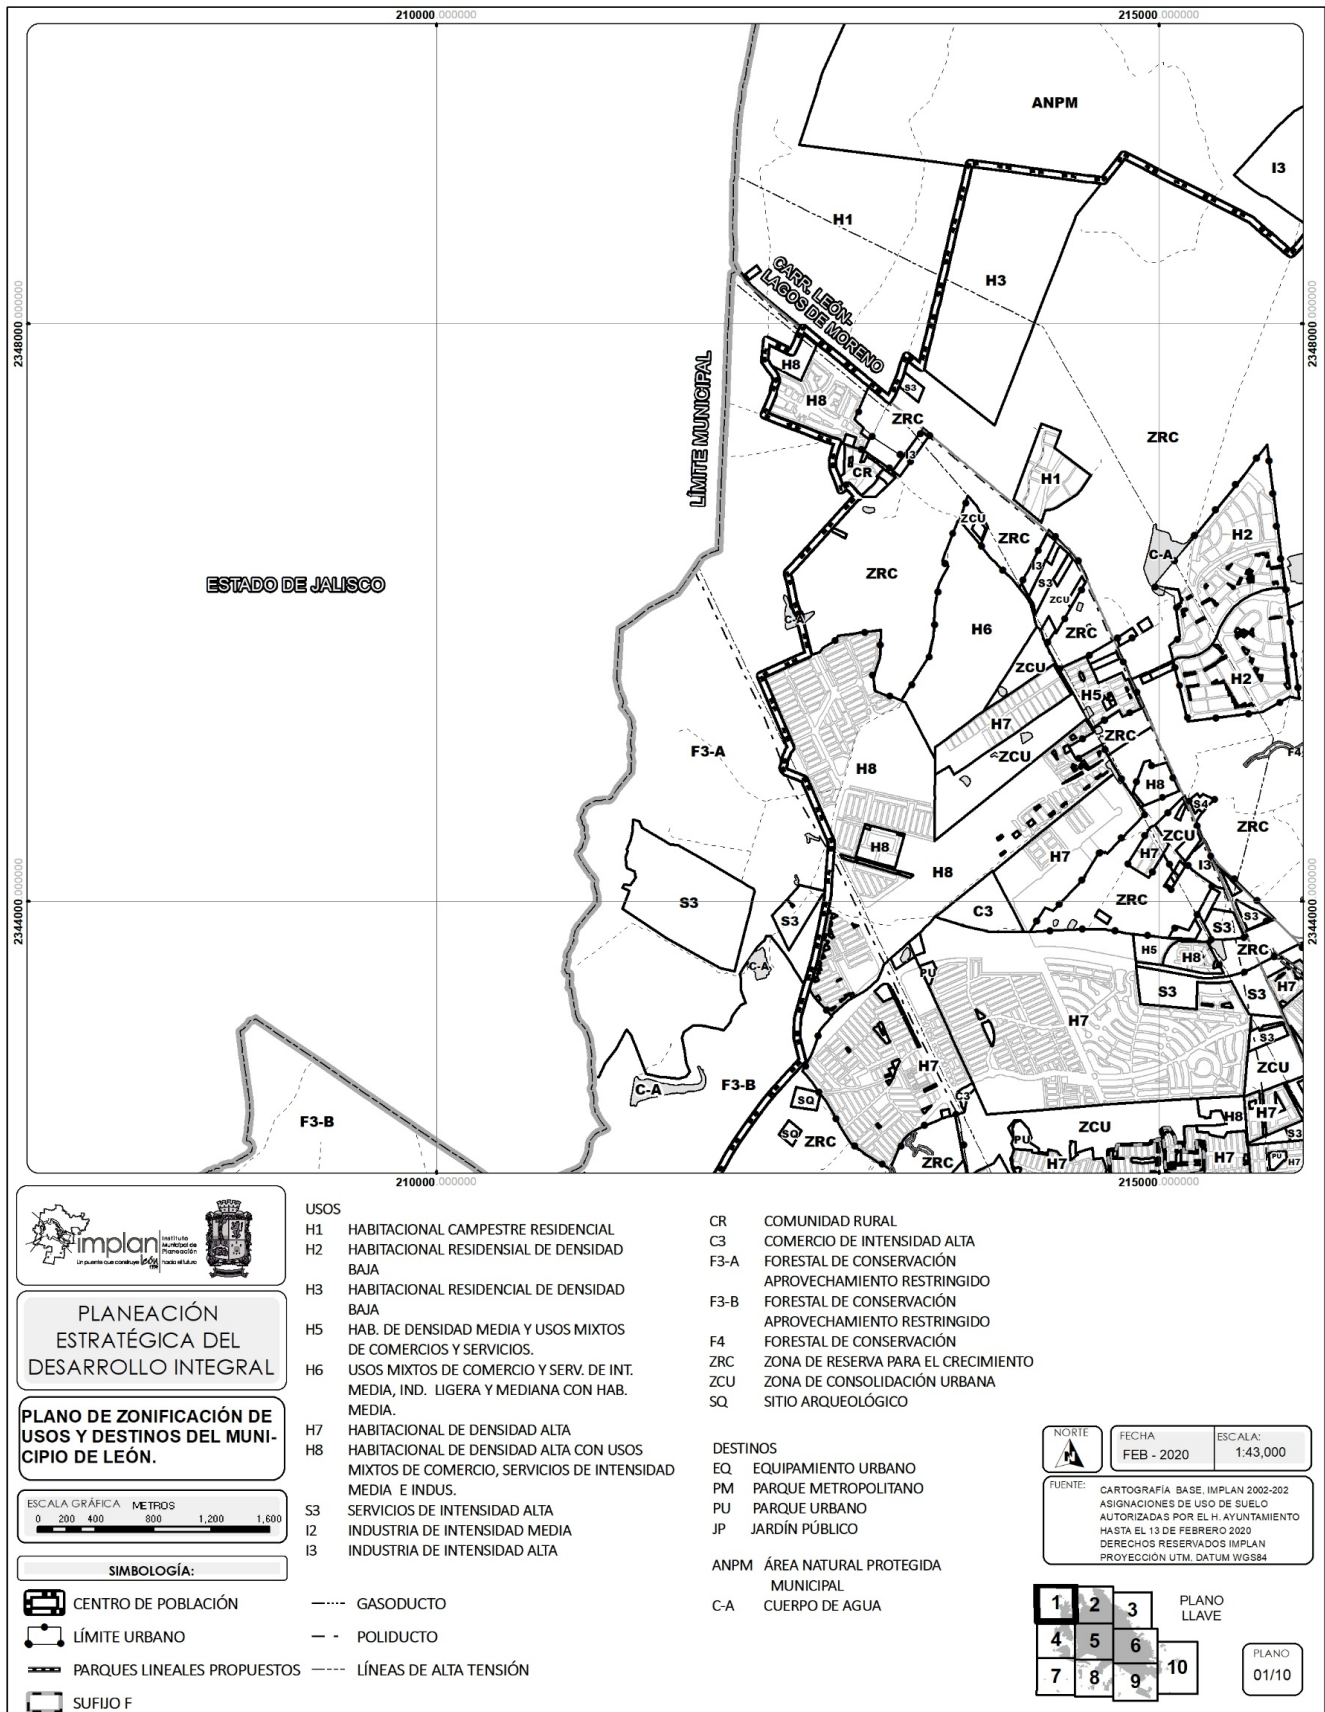 210000.000000
215000.000000
ANPM
I3
H1
H3
CARR. LEÓN-
LAGOS DE MORENO
2348000.000000
2348000.000000
LÍMITE MUNICIPAL
H8
H8
S3
ZRC
ZRC
I3
CR
H1
ZCU
ZRC
H2
C-A
ZRC
I3
S3
ZCU
ESTADO DE JALISCO
C-A
H6
ZRC
ZCU
H2
H5
H7
ZRC
F3-A
ZCU
F4
H8
H8
S4
ZRC
ZCU
H8
H7
H7
I3
H8
S3
ZRC
C3
S3
S3
S3
2344000.000000
2344000.000000
H5
H8
ZRC
C-A
PU
S3
S3
H7
H7
S3
H7
ZCU
C-A
F3-B
C3
SQ
F3-B
ZCU
H8
H7
SQ
ZRC
PU
S3
ZRC
H7
H7
PU
H7
210000.000000
215000.000000
implan
Instituto
Municipal de
Planeación
Un puente que construye león hacia el futuro
PLANEACIÓN
ESTRATÉGICA DEL
DESARROLLO INTEGRAL
PLANO DE ZONIFICACIÓN DE
USOS Y DESTINOS DEL MUNI-
CIPIO DE LEÓN.
ESCALA GRÁFICA METROS
0 200 400 800 1,200 1,600
SIMBOLOGÍA:
CENTRO DE POBLACIÓN
LÍMITE URBANO
PARQUES LINEALES PROPUESTOS
SUFIJO F
GASODUCTO
POLIDUCTO
LÍNEAS DE ALTA TENSIÓN
USOS
H1 HABITACIONAL CAMPESTRE RESIDENCIAL
H2 HABITACIONAL RESIDENSIAL DE DENSIDAD
BAJA
H3 HABITACIONAL RESIDENCIAL DE DENSIDAD
BAJA
H5 HAB. DE DENSIDAD MEDIA Y USOS MIXTOS
DE COMERCIOS Y SERVICIOS.
H6 USOS MIXTOS DE COMERCIO Y SERV. DE INT.
MEDIA, IND. LIGERA Y MEDIANA CON HAB.
MEDIA.
H7 HABITACIONAL DE DENSIDAD ALTA
H8 HABITACIONAL DE DENSIDAD ALTA CON USOS
MIXTOS DE COMERCIO, SERVICIOS DE INTENSIDAD
MEDIA E INDUS.
S3 SERVICIOS DE INTENSIDAD ALTA
I2 INDUSTRIA DE INTENSIDAD MEDIA
I3 INDUSTRIA DE INTENSIDAD ALTA
CR COMUNIDAD RURAL
C3 COMERCIO DE INTENSIDAD ALTA
F3-A FORESTAL DE CONSERVACIÓN
APROVECHAMIENTO RESTRINGIDO
F3-B FORESTAL DE CONSERVACIÓN
APROVECHAMIENTO RESTRINGIDO
F4 FORESTAL DE CONSERVACIÓN
ZRC ZONA DE RESERVA PARA EL CRECIMIENTO
ZCU ZONA DE CONSOLIDACIÓN URBANA
SQ SITIO ARQUEOLÓGICO
DESTINOS
EQ EQUIPAMIENTO URBANO
PM PARQUE METROPOLITANO
PU PARQUE URBANO
JP JARDÍN PÚBLICO
ANPM ÁREA NATURAL PROTEGIDA
MUNICIPAL
C-A CUERPO DE AGUA
NORTE
N
FECHA
FEB - 2020
ESCALA:
1:43,000
FUENTE: CARTOGRAFÍA BASE, IMPLAN 2002-202
ASIGNACIONES DE USO DE SUELO
AUTORIZADAS POR EL H. AYUNTAMIENTO
HASTA EL 13 DE FEBRERO 2020
DERECHOS RESERVADOS IMPLAN
PROYECCIÓN UTM, DATUM WGS84
1 2 3
4 5 6
7 8 9 10
PLANO
LLAVE
PLANO
01/10